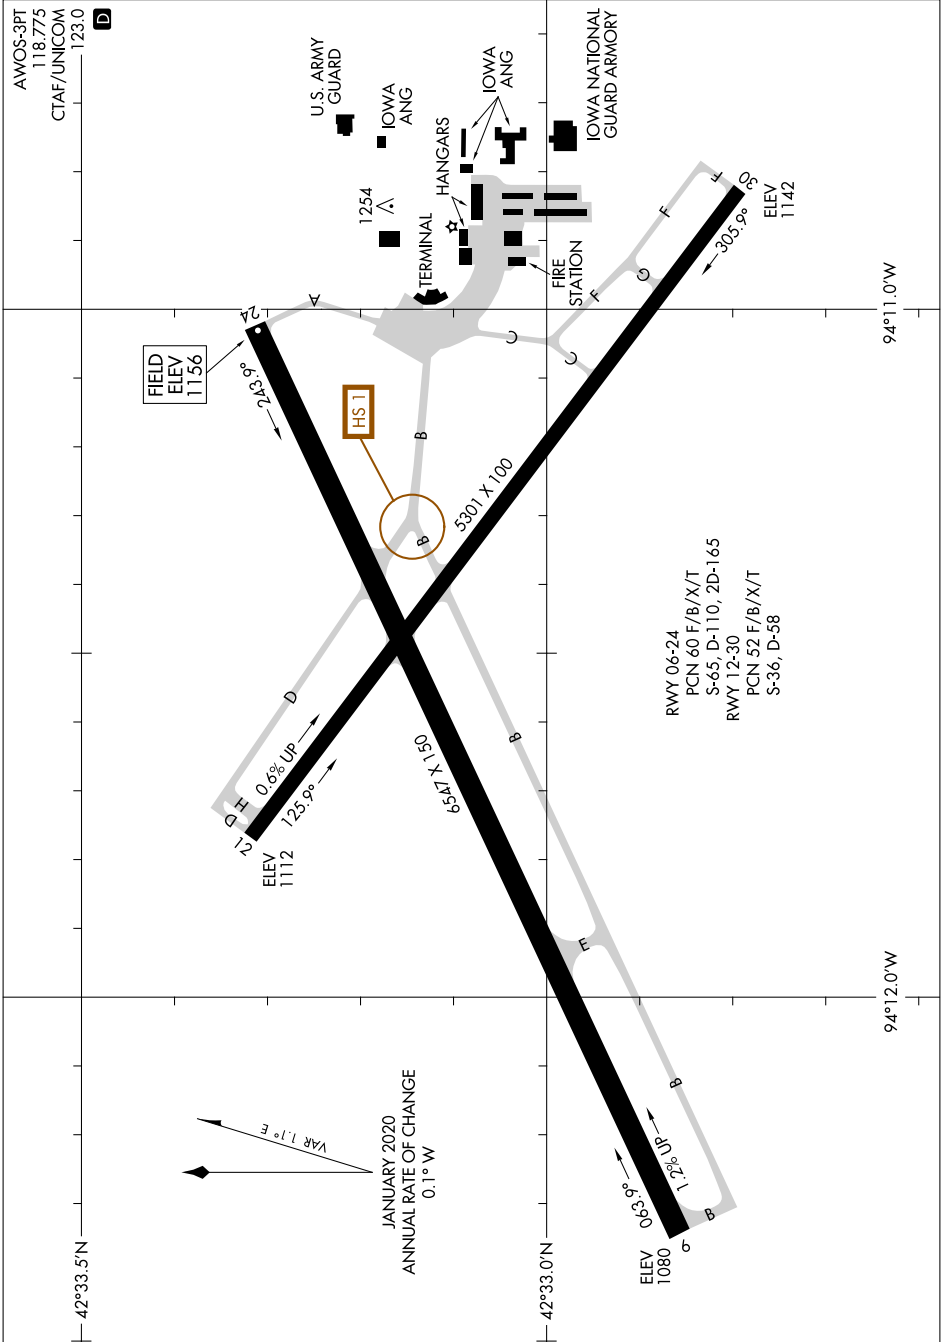 AWOS-3PT
118.775
CTAF/UNICOM
123.0
D
U.S. ARMY
GUARD
IOWA
ANG
IOWA
ANG
IOWA NATIONAL
GUARD ARMORY
1254
HANGARS
TERMINAL
FIRE
STATION
FIELD
ELEV
1156
24
243.9°
A
HS 1
B
B
C
C
F
G
F
F
30
ELEV
1142
305.9°
94°11.0'W
5301 X 100
D
D
H
0.6% UP
125.9°
12
ELEV
1112
6547 X 150
B
E
B
B
RWY 06-24
PCN 60 F/B/X/T
S-65, D-110, 2D-165
RWY 12-30
PCN 52 F/B/X/T
S-36, D-58
94°12.0'W
VAR 1.1° E
JANUARY 2020
ANNUAL RATE OF CHANGE
0.1° W
063.9°
1.2% UP
6
ELEV
1080
42°33.5'N
42°33.0'N